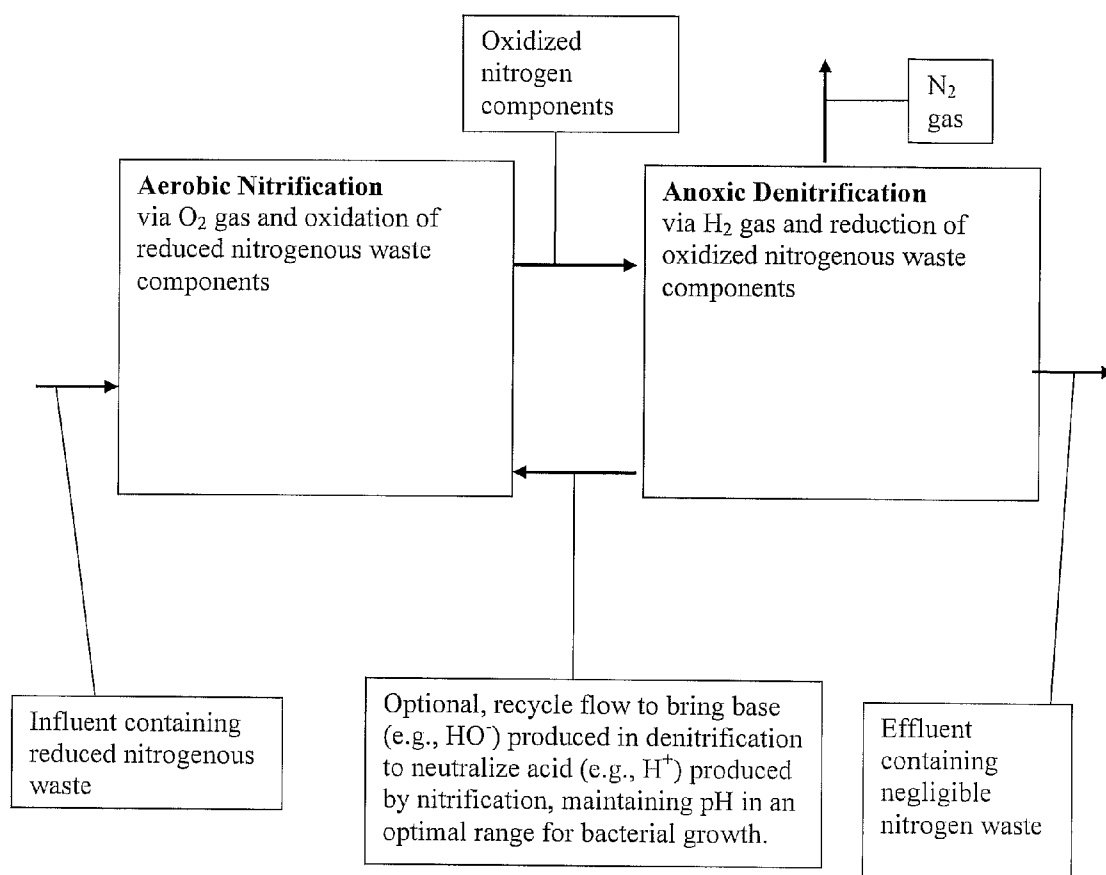 Oxidized
nitrogen
components
N₂
gas
Aerobic Nitrification
via O₂ gas and oxidation of
reduced nitrogenous waste
components
Anoxic Denitrification
via H₂ gas and reduction of
oxidized nitrogenous waste
components
Influent containing
reduced nitrogenous
waste
Optional, recycle flow to bring base
(e.g., HO⁻) produced in denitrification
to neutralize acid (e.g., H⁺) produced
by nitrification, maintaining pH in an
optimal range for bacterial growth.
Effluent
containing
negligible
nitrogen waste